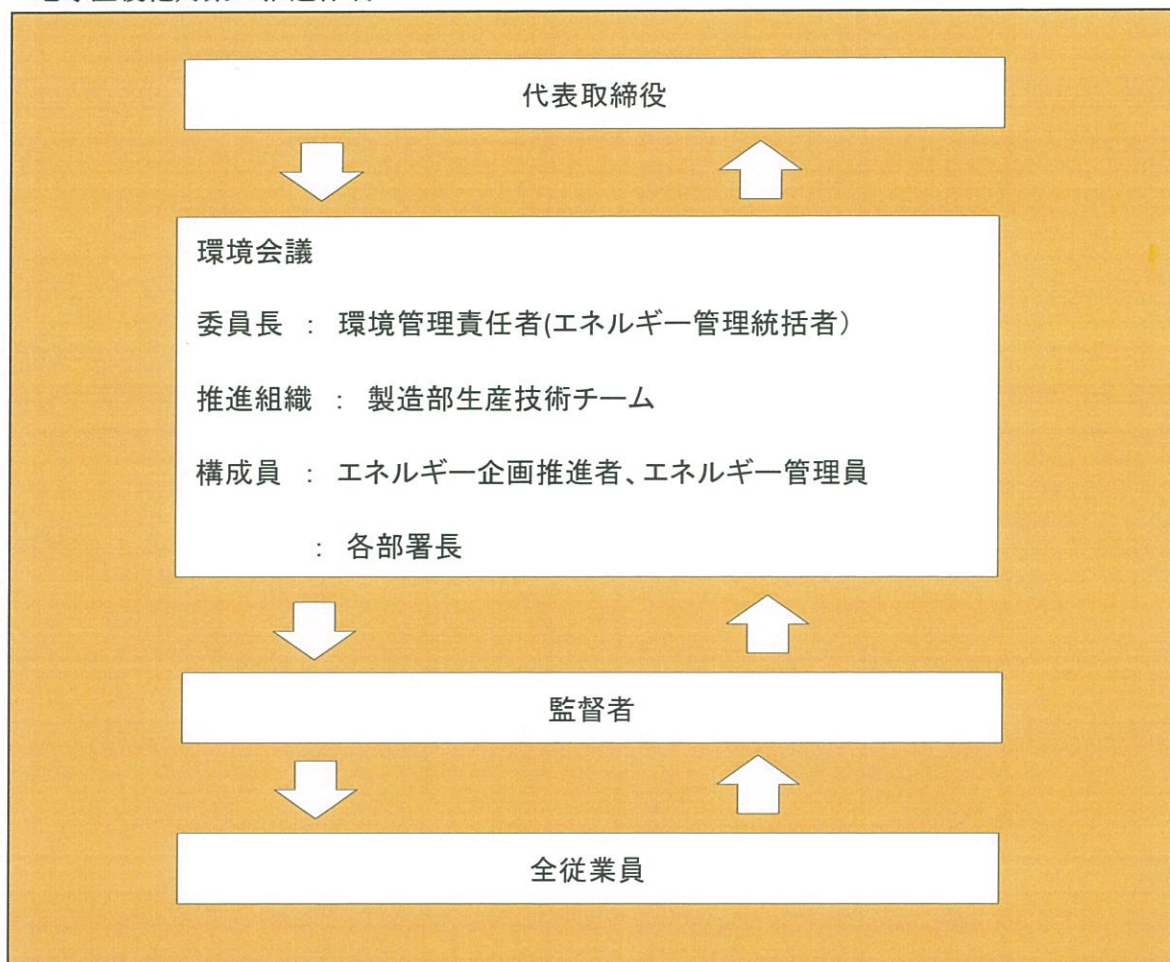 代表取締役
環境会議
委員長 : 環境管理責任者(エネルギー管理統括者)
推進組織 : 製造部生産技術チーム
構成員 : エネルギー企画推進者、エネルギー管理員
: 各部署長
監督者
全従業員